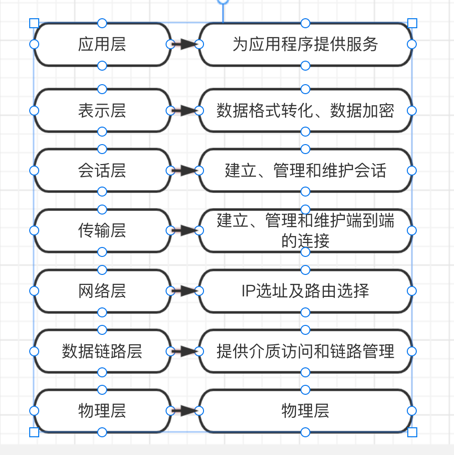 应用层
为应用程序提供服务
表示层
数据格式转化、数据加密
会话层
建立、管理和维护会话
传输层
建立、管理和维护端到端
的连接
网络层
IP选址及路由选择
数据链路层
提供介质访问和链路管理
物理层
物理层